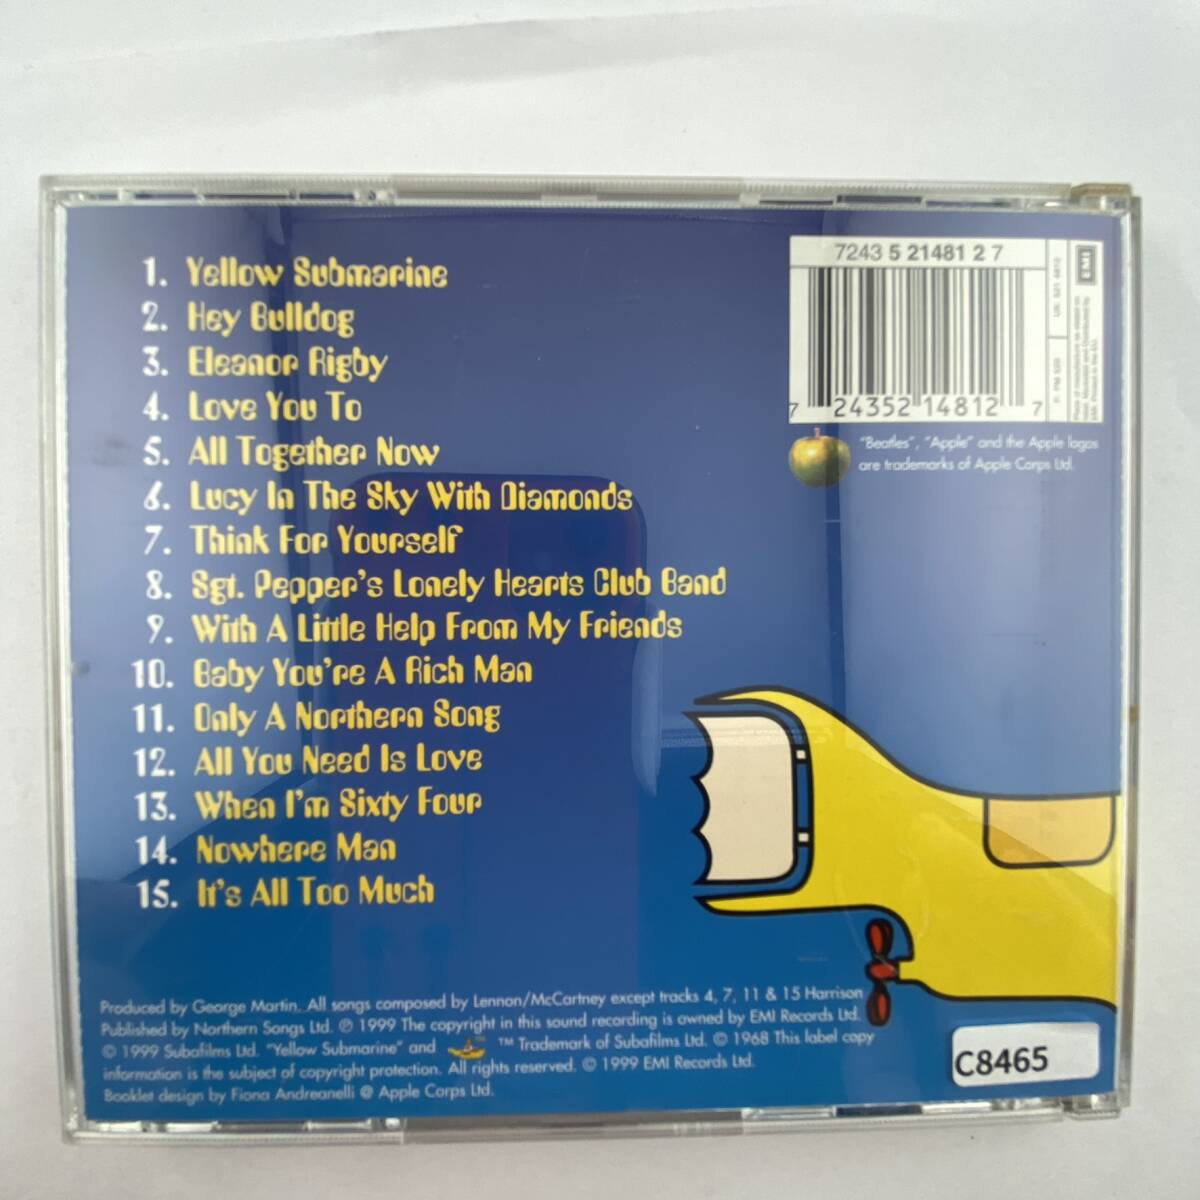 1. Yellow Submarine
2. Hey Bulldog
3. Eleanor Rigby
4. Love You To
5. All Together Now
6. Lucy In The Sky With Diamonds
7. Think For Yourself
8. Sgt. Pepper's Lonely Hearts Club Band
9. With A Little Help From My Friends
10. Baby You're A Rich Man
11. Only A Northern Song
12. All You Need Is Love
13. When I'm Sixty Four
14. Nowhere Man
15. It's All Too Much
7243 5 21481 2 7
7 24352 14812 7
EMI
"Beatles", "Apple" and the Apple logos
are trademarks of Apple Corps Ltd.
Produced by George Martin. All songs composed by Lennon/McCartney except tracks 4, 7, 11 & 15 Harrison
Published by Northern Songs Ltd. ℗ 1999 The copyright in this sound recording is owned by EMI Records Ltd.
© 1999 Subafilms Ltd. "Yellow Submarine" and ™ Trademark of Subafilms Ltd. © 1968 This label copy
information is the subject of copyright protection. All rights reserved. © 1999 EMI Records Ltd.
Booklet design by Fiona Andreanelli @ Apple Corps Ltd.
C8465